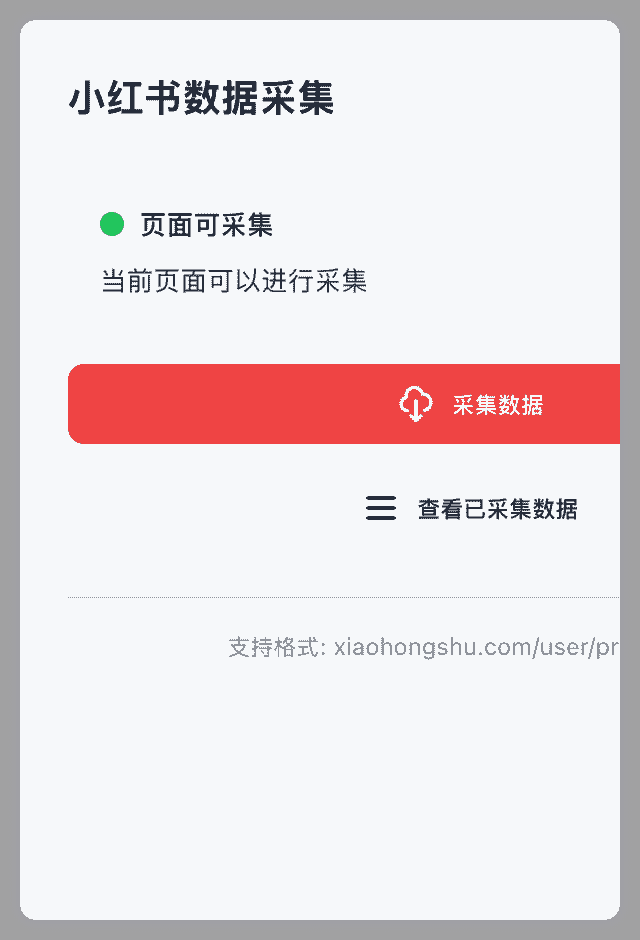 小红书数据采集
页面可采集
当前页面可以进行采集
采集数据
查看已采集数据
支持格式: xiaohongshu.com/user/pr